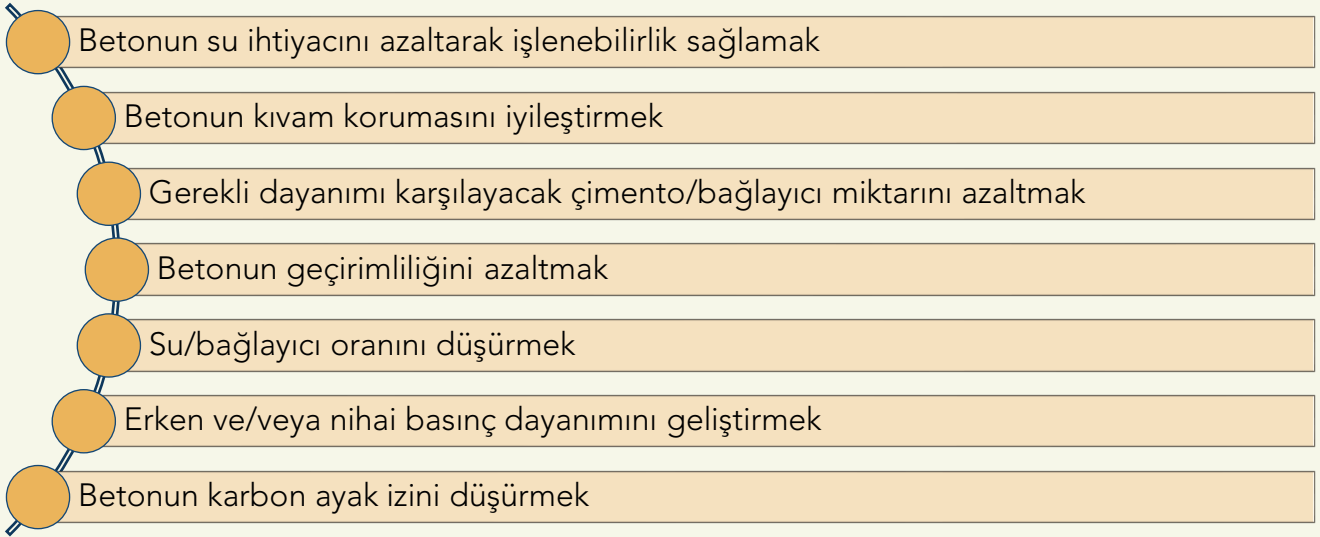 Betonun su ihtiyacını azaltarak işlenebilirlik sağlamak
Betonun kıvam korumasını iyileştirmek
Gerekli dayanımı karşılayacak çimento/bağlayıcı miktarını azaltmak
Betonun geçirimliliğini azaltmak
Su/bağlayıcı oranını düşürmek
Erken ve/veya nihai basınç dayanımını geliştirmek
Betonun karbon ayak izini düşürmek